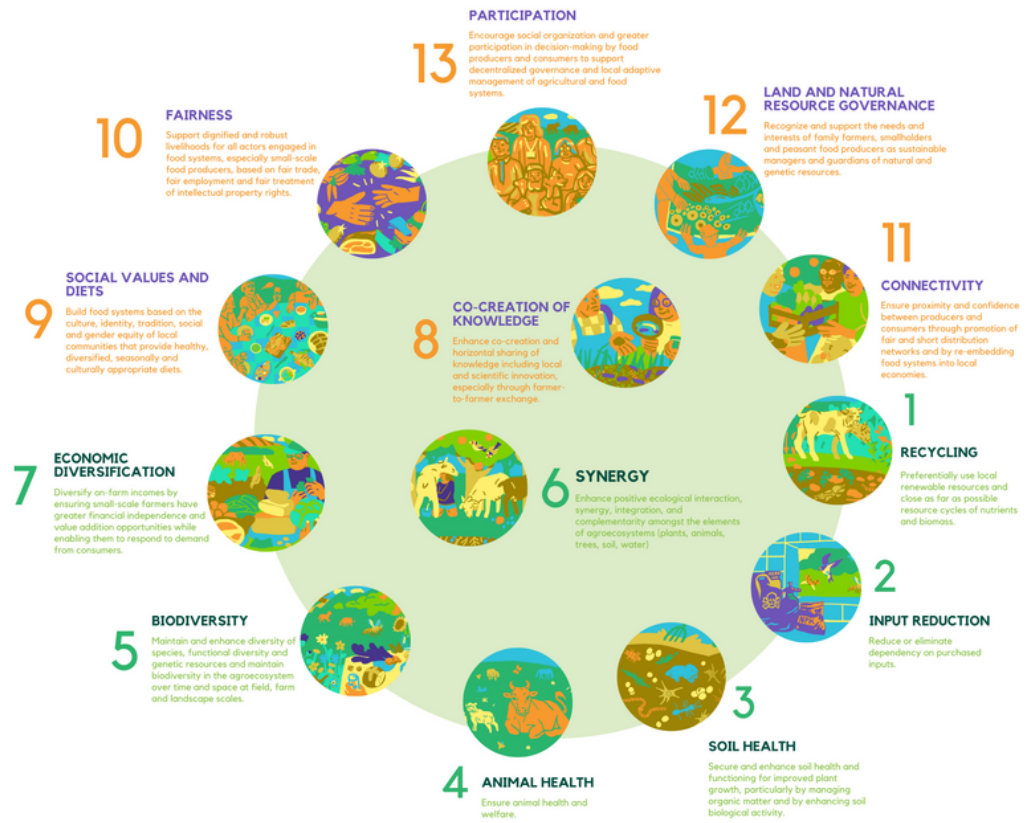 13
PARTICIPATION
Encourage social organization and greater
participation in decision-making by food
producers and consumers to support
decentralized governance and local adaptive
management of agricultural and food
systems.
12
LAND AND NATURAL
RESOURCE GOVERNANCE
Recognize and support the needs and
interests of family farmers, smallholders
and peasant food producers as sustainable
managers and guardians of natural and
genetic resources.
10
FAIRNESS
Support dignified and robust
livelihoods for all actors engaged in
food systems, especially small-scale
food producers, based on fair trade,
fair employment and fair treatment
of intellectual property rights.
11
CONNECTIVITY
Ensure proximity and confidence
between producers and
consumers through promotion of
fair and short distribution
networks and by re-embedding
food systems into local
economies.
9
SOCIAL VALUES AND
DIETS
Build food systems based on the
culture, identity, tradition, social
and gender equity of local
communities that provide healthy,
diversified, seasonally and
culturally appropriate diets.
8
CO-CREATION OF
KNOWLEDGE
Enhance co-creation and
horizontal sharing of
knowledge including local
and scientific innovation,
especially through farmer-
to-farmer exchange.
1
RECYCLING
Preferentially use local
renewable resources and
close as far as possible
resource cycles of nutrients
and biomass.
7
ECONOMIC
DIVERSIFICATION
Diversify on-farm incomes by
ensuring small-scale farmers have
greater financial independence and
value addition opportunities while
enabling them to respond to demand
from consumers.
6
SYNERGY
Enhance positive ecological interaction,
synergy, integration, and
complementarity amongst the elements
of agroecosystems (plants, animals,
trees, soil, water)
2
INPUT REDUCTION
Reduce or eliminate
dependency on purchased
inputs.
NPK
5
BIODIVERSITY
Maintain and enhance diversity of
species, functional diversity and
genetic resources and maintain
biodiversity in the agroecosystem
over time and space at field, farm
and landscape scales.
3
SOIL HEALTH
Secure and enhance soil health and
functioning for improved plant
growth, particularly by managing
organic matter and by enhancing soil
biological activity.
4
ANIMAL HEALTH
Ensure animal health and
welfare.